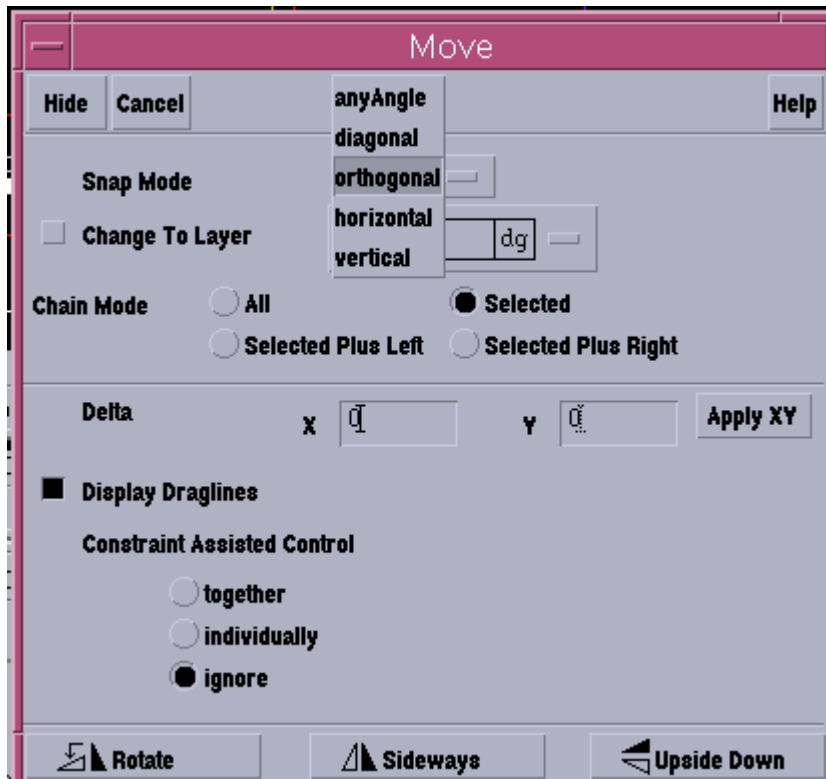 Move
Hide Cancel Help
anyAngle
diagonal
Snap Mode orthogonal
horizontal
Change To Layer dg
vertical
Chain Mode All Selected
Selected Plus Left Selected Plus Right
Delta X 0 Y 0 Apply XY
Display Draglines
Constraint Assisted Control
together
individually
ignore
Rotate Sideways Upside Down